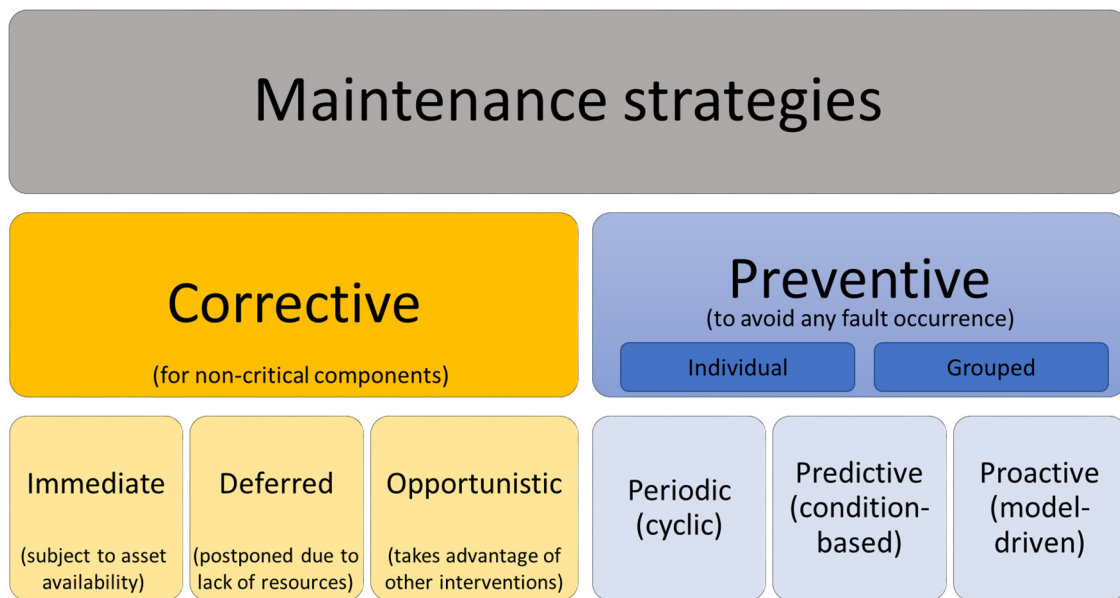 Maintenance strategies
Corrective
(for non-critical components)
Preventive
(to avoid any fault occurrence)
Individual
Grouped
Immediate
(subject to asset
availability)
Deferred
(postponed due to
lack of resources)
Opportunistic
(takes advantage of
other interventions)
Periodic
(cyclic)
Predictive
(condition-
based)
Proactive
(model-
driven)